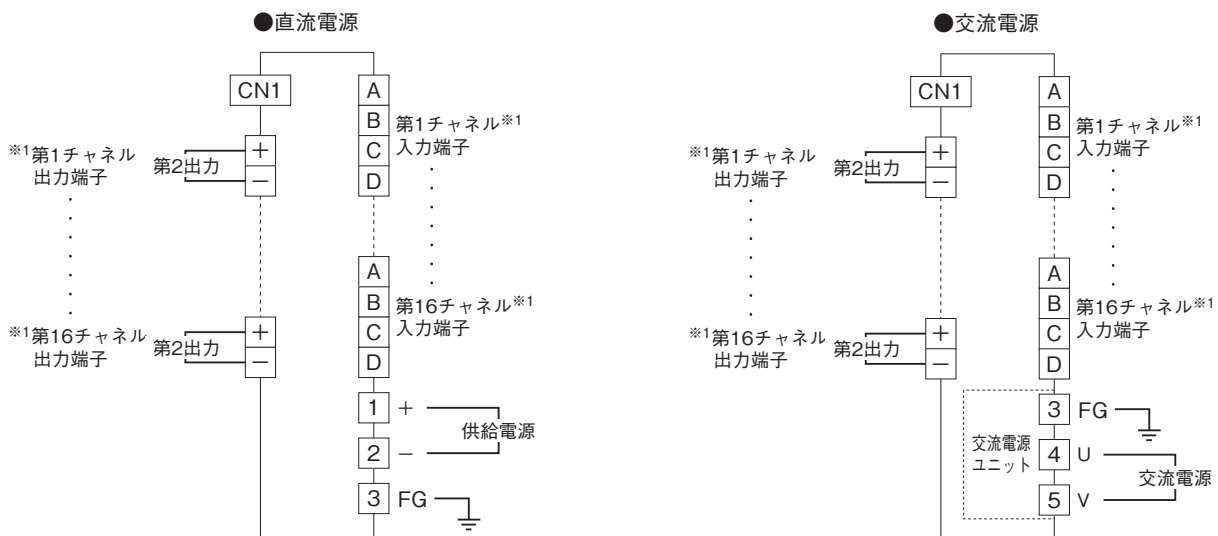 ●直流電源
CN1
A
B
C
D
第1チャネル※1
入力端子
※1第1チャネル
出力端子
第2出力
+
−
A
B
C
D
第16チャネル※1
入力端子
※1第16チャネル
出力端子
第2出力
+
−
1 +
2 −
供給電源
3 FG
●交流電源
CN1
A
B
C
D
第1チャネル※1
入力端子
※1第1チャネル
出力端子
第2出力
+
−
A
B
C
D
第16チャネル※1
入力端子
※1第16チャネル
出力端子
第2出力
+
−
交流電源
ユニット
3 FG
4 U
5 V
交流電源